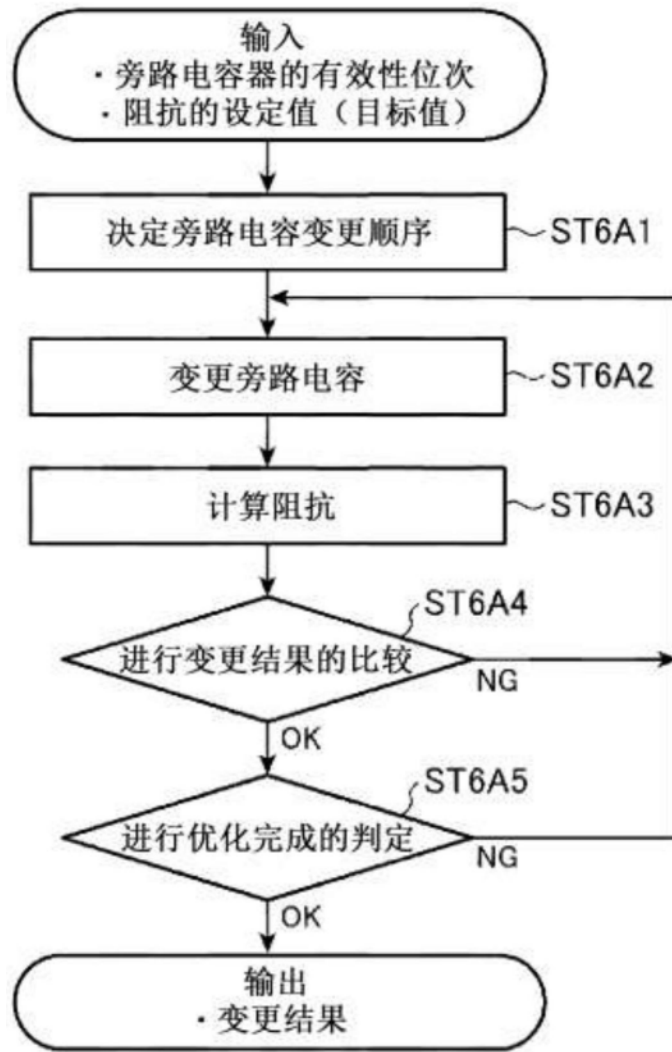 输入
·旁路电容器的有效性位次
·阻抗的设定值（目标值）
决定旁路电容变更顺序
ST6A1
变更旁路电容
ST6A2
计算阻抗
ST6A3
ST6A4
进行变更结果的比较
NG
OK
ST6A5
进行优化完成的判定
NG
OK
输出
·变更结果